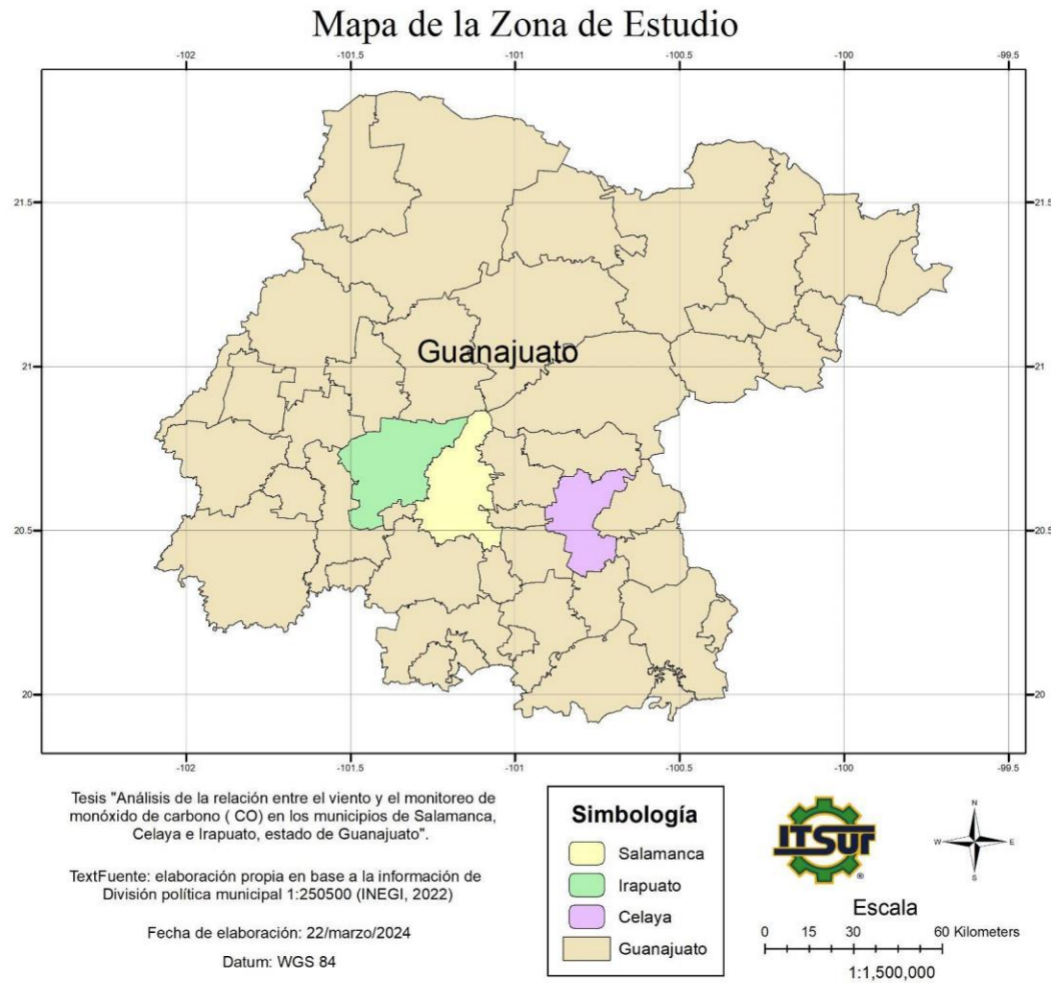 Mapa de la Zona de Estudio
-102 -101.5 -101 -100.5 -100 -99.5
21.5 21.5
Guanajuato
21 21
20.5 20.5
20 20
-102 -101.5 -101 -100.5 -100 -99.5
Tesis "Análisis de la relación entre el viento y el monitoreo de
monóxido de carbono ( CO) en los municipios de Salamanca,
Celaya e Irapuato, estado de Guanajuato".
TextFuente: elaboración propia en base a la información de
División política municipal 1:250500 (INEGI, 2022)
Fecha de elaboración: 22/marzo/2024
Datum: WGS 84
Simbología
Salamanca
Irapuato
Celaya
Guanajuato
ITSUr
®
N
W E
S
Escala
0 15 30 60 Kilometers
1:1,500,000